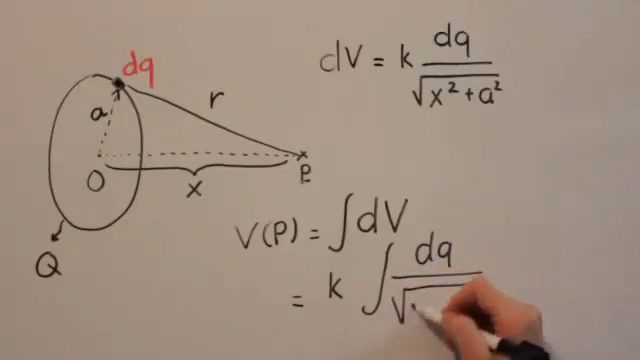 dq
a
r
O
x
P
Q
dV = k dq / √x² + a²
V(P) = ∫ dV
= k ∫ dq / √